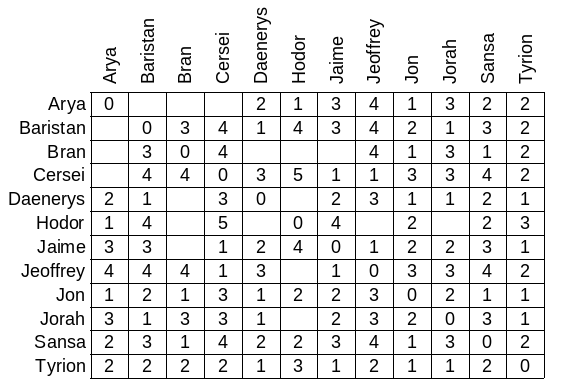 Arya Baristan Bran Cersei Daenerys Hodor Jaime Jeoffrey Jon Jorah Sansa Tyrion
Arya 0 2 1 3 4 1 3 2 2
Baristan 0 3 4 1 4 3 4 2 1 3 2
Bran 3 0 4 4 1 3 1 2
Cersei 4 4 0 3 5 1 1 3 3 4 2
Daenerys 2 1 3 0 2 3 1 1 2 1
Hodor 1 4 5 0 4 2 2 3
Jaime 3 3 1 2 4 0 1 2 2 3 1
Jeoffrey 4 4 4 1 3 1 0 3 3 4 2
Jon 1 2 1 3 1 2 2 3 0 2 1 1
Jorah 3 1 3 3 1 2 3 2 0 3 1
Sansa 2 3 1 4 2 2 3 4 1 3 0 2
Tyrion 2 2 2 2 1 3 1 2 1 1 2 0